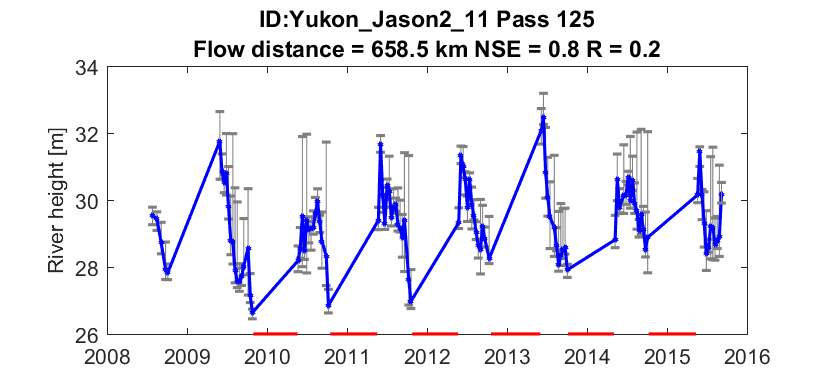 ID:Yukon_Jason2_11 Pass 125
Flow distance = 658.5 km NSE = 0.8 R = 0.2
River height [m]
34
32
30
28
26
2008 2009 2010 2011 2012 2013 2014 2015 2016